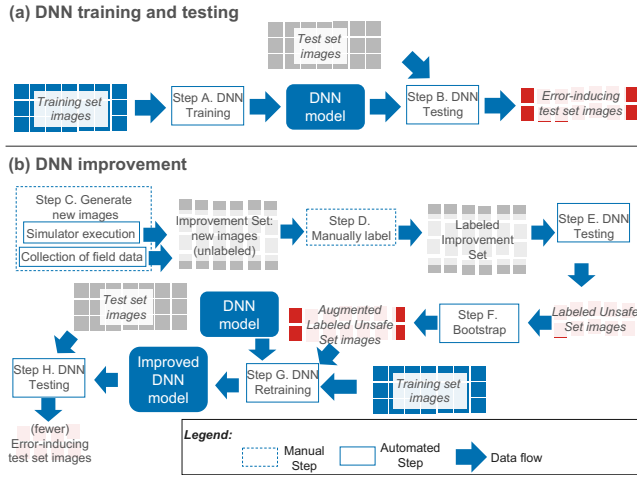 (a) DNN training and testing
Test set
images
Training set
images
Step A. DNN
Training
DNN
model
Step B. DNN
Testing
Error-inducing
test set images
(b) DNN improvement
Step C. Generate
new images
Simulator execution
Collection of field data
Improvement Set:
new images
(unlabeled)
Step D.
Manually label
Labeled
Improvement
Set
Step E. DNN
Testing
Test set
images
DNN
model
Augmented
Labeled Unsafe
Set images
Step F.
Bootstrap
Labeled Unsafe
Set images
Step H. DNN
Testing
Improved
DNN
model
Step G. DNN
Retraining
Training set
images
(fewer)
Error-inducing
test set images
Legend:
Manual
Step
Automated
Step
Data flow